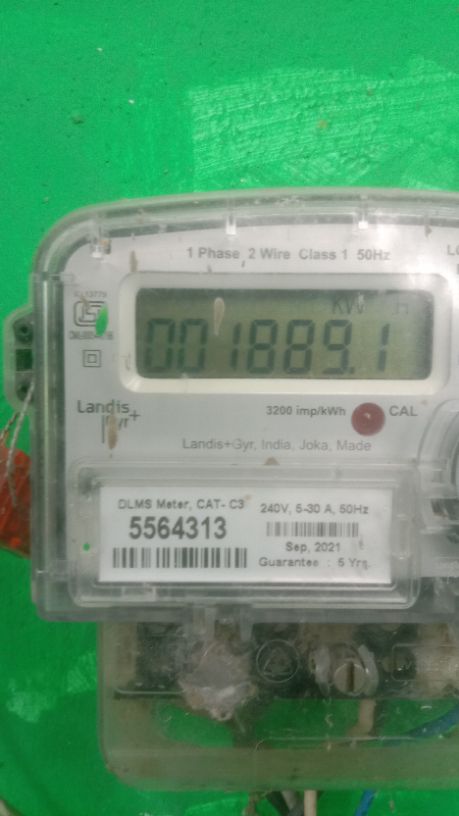 1 Phase 2 Wire Class 1 50Hz
KW H
001889.1
Landis+
Gyr
3200 imp/kWh CAL
Landis+Gyr, India, Joka, Made
DLMS Meter, CAT- C3
5564313
240V, 5-30 A, 50Hz
Sep, 2021
Guarantee : 5 Yrs.